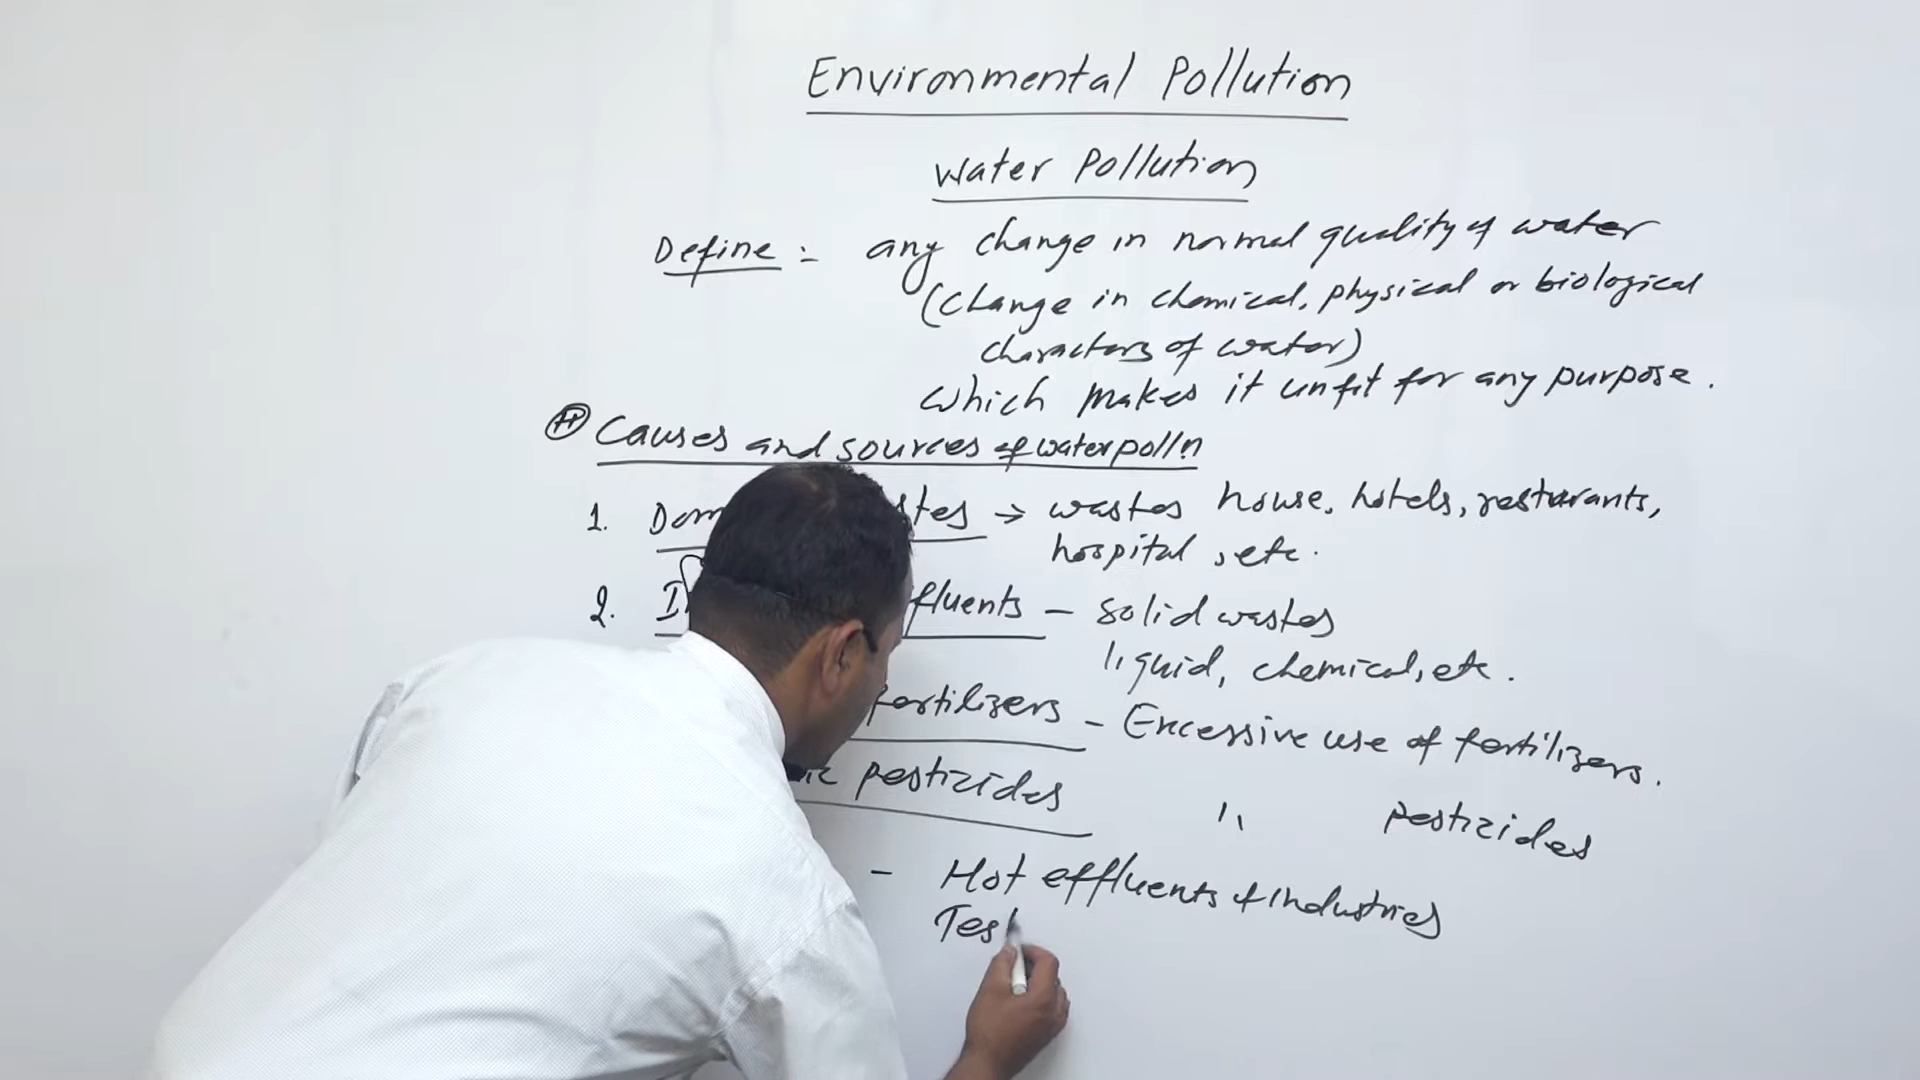 Environmental Pollution
Water Pollution
Define := any change in normal quality of water
(change in chemical, physical or biological
characters of water)
which makes it unfit for any purpose.
(H) Causes and sources of water polln
1. Dom stes → wastes house, hotels, resturants,
hospital, etc.
2. I fluents - solid wastes
liquid, chemical, etc.
fertilizers - Excessive use of fertilizers.
ic pesticides ,, pesticides
- Hot effluents of industries
Tes